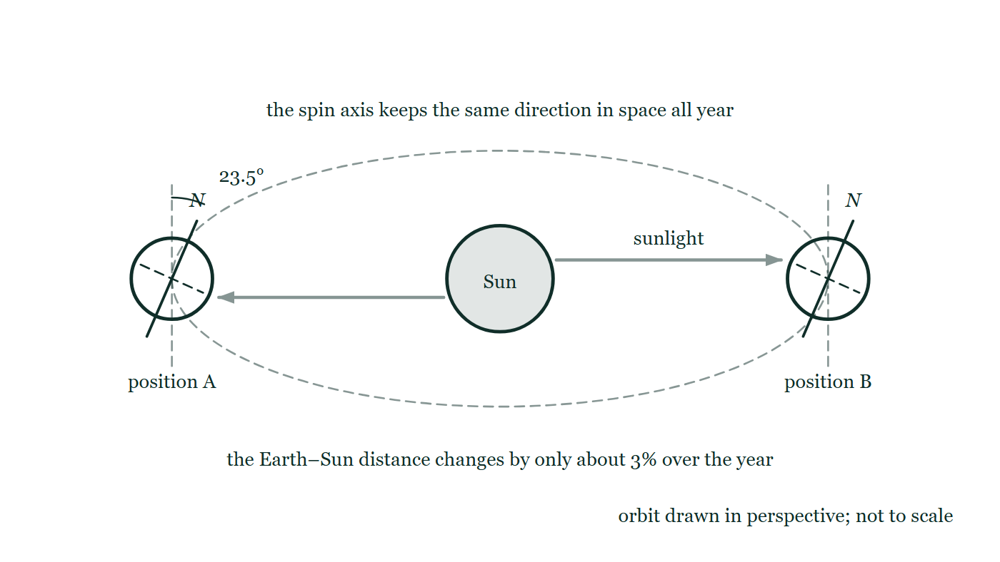 the spin axis keeps the same direction in space all year
23.5°
N
N
sunlight
Sun
position A
position B
the Earth–Sun distance changes by only about 3% over the year
orbit drawn in perspective; not to scale